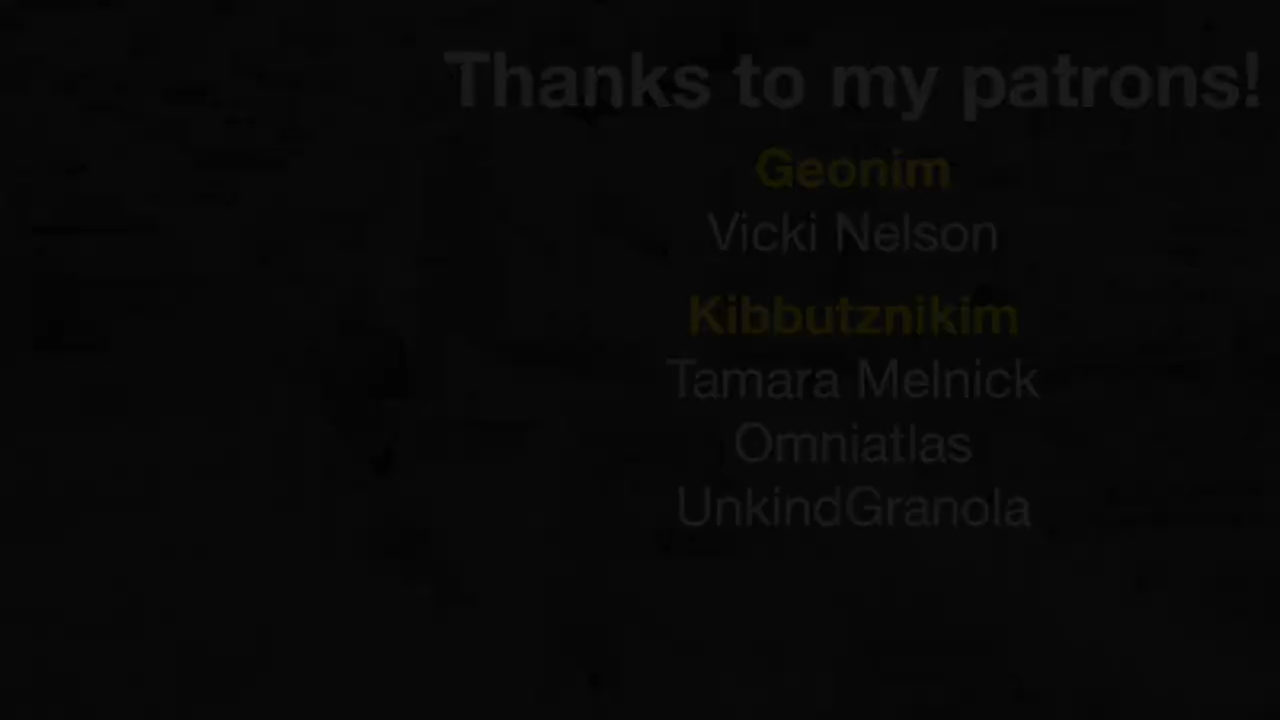 Thanks to my patrons!
Geonim
Vicki Nelson
Kibbutznikim
Tamara Melnick
Omniatlas
UnkindGranola